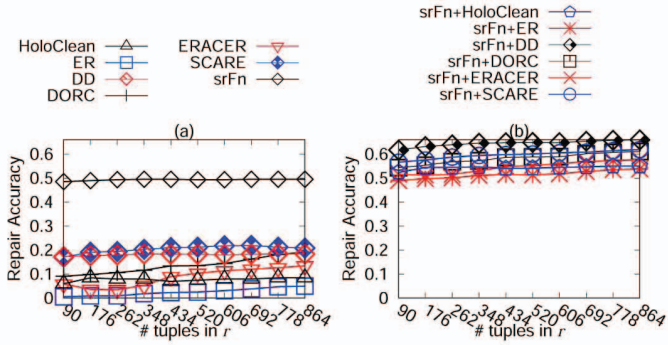 HoloClean
ER
DD
DORC
ERACER
SCARE
srFn
srFn+HoloClean
srFn+ER
srFn+DD
srFn+DORC
srFn+ERACER
srFn+SCARE
(a)
Repair Accuracy
0.6
0.5
0.4
0.3
0.2
0.1
0
90 176 262 348 434 520 606 692 778 864
# tuples in r
(b)
Repair Accuracy
0.6
0.5
0.4
0.3
0.2
0.1
0
90 176 262 348 434 520 606 692 778 864
# tuples in r